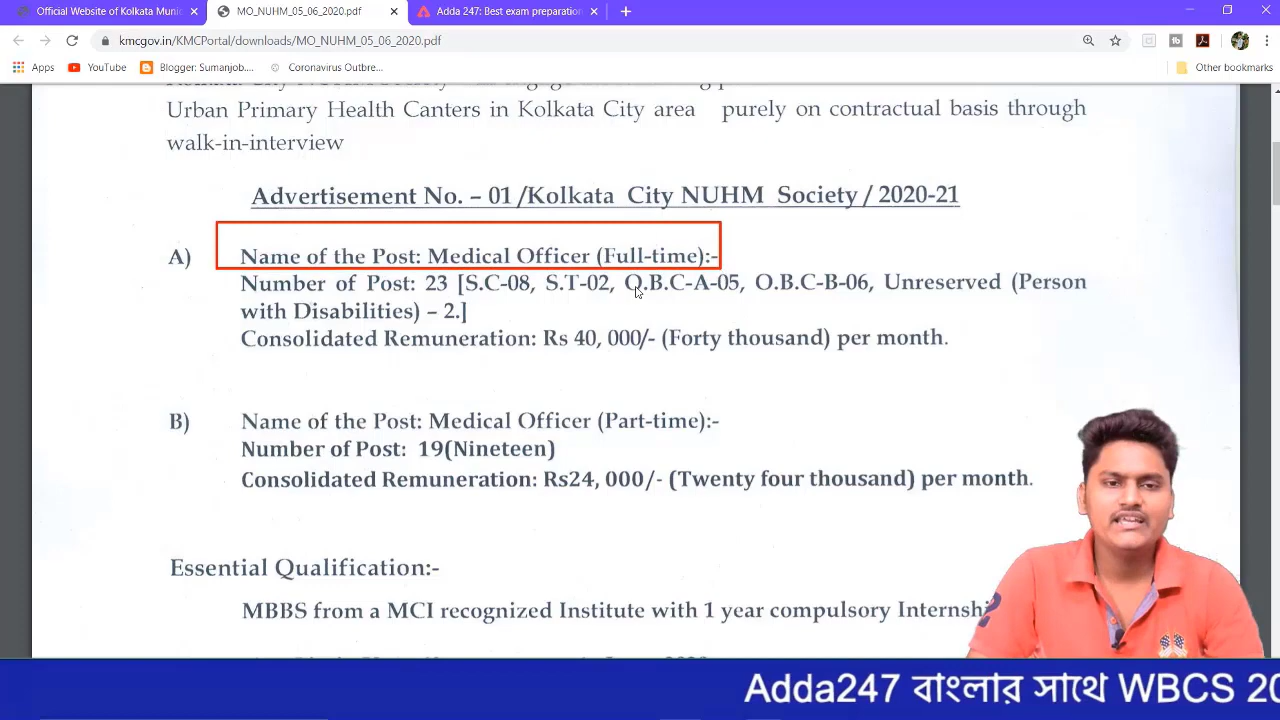 Official Website of Kolkata Muni
MO_NUHM_05_06_2020.pdf
Adda 247: Best exam preparation
kmcgov.in/KMCPortal/downloads/MO_NUHM_05_06_2020.pdf
Apps
YouTube
Blogger: Sumanjob....
Coronavirus Outbre...
Other bookmarks
Urban Primary Health Canters in Kolkata City area purely on contractual basis through
walk-in-interview
Advertisement No. – 01 /Kolkata City NUHM Society / 2020-21
A) Name of the Post: Medical Officer (Full-time):-
Number of Post: 23 [S.C-08, S.T-02, O.B.C-A-05, O.B.C-B-06, Unreserved (Person
with Disabilities) – 2.]
Consolidated Remuneration: Rs 40, 000/- (Forty thousand) per month.
B) Name of the Post: Medical Officer (Part-time):-
Number of Post: 19(Nineteen)
Consolidated Remuneration: Rs24, 000/- (Twenty four thousand) per month.
Essential Qualification:-
MBBS from a MCI recognized Institute with 1 year compulsory Internshi
Adda247 বাংলার সাথে WBCS 20